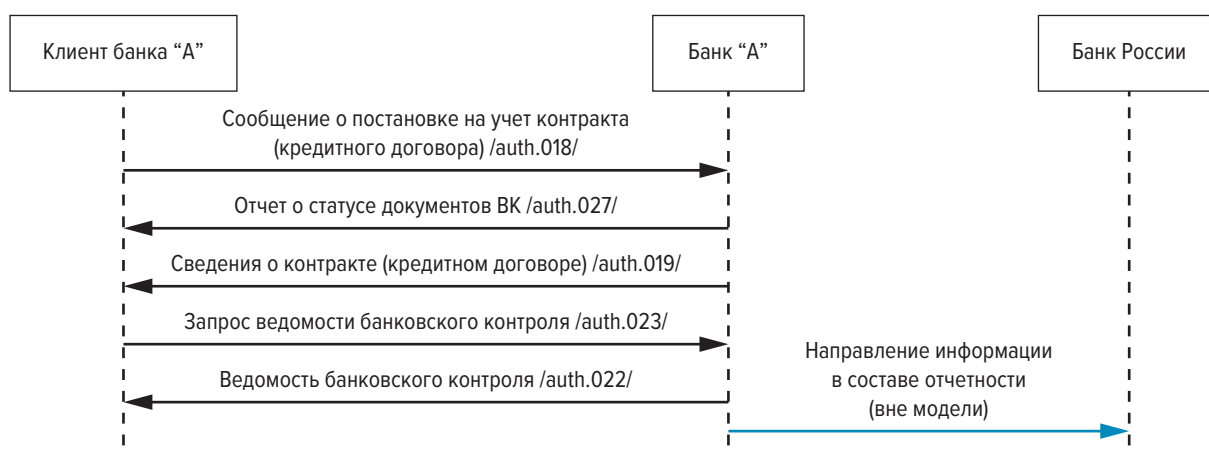 Клиент банка “А”
Банк “А”
Банк России
Сообщение о постановке на учет контракта
(кредитного договора) /auth.018/
Отчет о статусе документов ВК /auth.027/
Сведения о контракте (кредитном договоре) /auth.019/
Запрос ведомости банковского контроля /auth.023/
Ведомость банковского контроля /auth.022/
Направление информации
в составе отчетности
(вне модели)